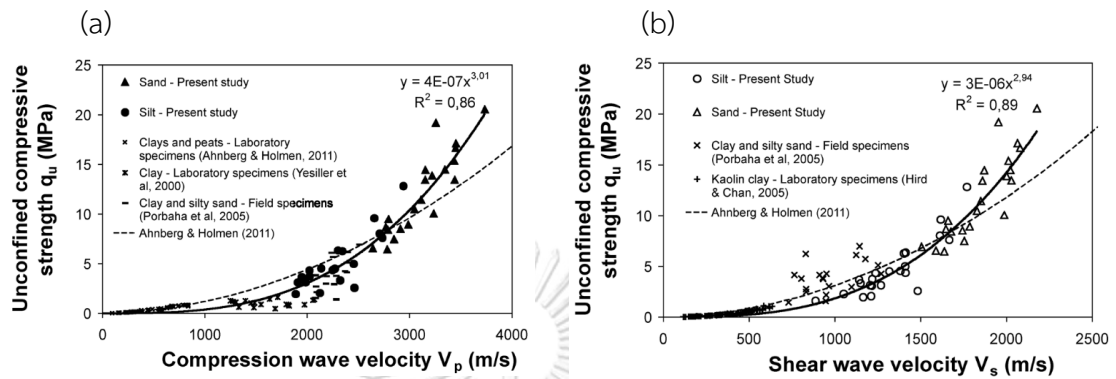 (a)
Unconfined compressive
strength qu (MPa)
25
20
15
10
5
0
▲ Sand - Present study
● Silt - Present study
× Clays and peats - Laboratory
specimens (Ahnberg & Holmen, 2011)
Clay - Laboratory specimens (Yesiller et
al, 2000)
- Clay and silty sand - Field specimens
(Porbaha et al, 2005)
---- Ahnberg & Holmen (2011)
y = 4E-07x^3,01
R² = 0,86
0 1000 2000 3000 4000
Compression wave velocity Vp (m/s)
(b)
Unconfined compressive
strength qu (MPa)
25
20
15
10
5
0
○ Silt - Present Study
△ Sand - Present Study
× Clay and silty sand - Field specimens
(Porbaha et al, 2005)
+ Kaolin clay - Laboratory specimens (Hird
& Chan, 2005)
---- Ahnberg & Holmen (2011)
y = 3E-06x^2,94
R² = 0,89
0 500 1000 1500 2000 2500
Shear wave velocity Vs (m/s)